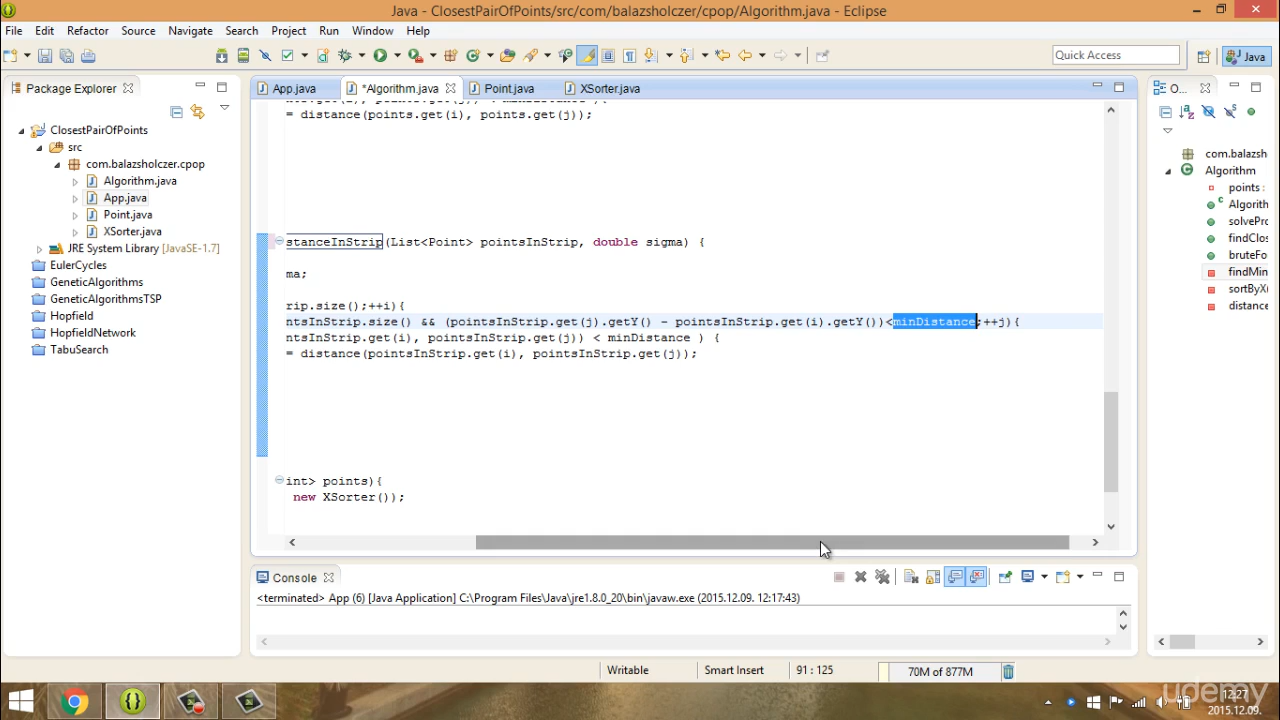 Java - ClosestPairOfPoints/src/com/balazsholczer/cpop/Algorithm.java - Eclipse
File Edit Refactor Source Navigate Search Project Run Window Help
Quick Access
Java
Package Explorer
App.java *Algorithm.java Point.java XSorter.java
O...
ClosestPairOfPoints
src
com.balazsholczer.cpop
Algorithm.java
App.java
Point.java
XSorter.java
JRE System Library [JavaSE-1.7]
EulerCycles
GeneticAlgorithms
GeneticAlgorithmsTSP
Hopfield
HopfieldNetwork
TabuSearch
= distance(points.get(i), points.get(j));
stanceInStrip(List<Point> pointsInStrip, double sigma) {
ma;
rip.size();++i){
ntsInStrip.size() && (pointsInStrip.get(j).getY() - pointsInStrip.get(i).getY())<minDistance;++j){
ntsInStrip.get(i), pointsInStrip.get(j)) < minDistance ) {
= distance(pointsInStrip.get(i), pointsInStrip.get(j));
int> points){
new XSorter());
com.balazsh
Algorithm
points :
Algorith
solvePro
findClos
bruteFo
findMin
sortByX
distance
Console
<terminated> App (6) [Java Application] C:\Program Files\Java\jre1.8.0_20\bin\javaw.exe (2015.12.09. 12:17:43)
Writable Smart Insert 91 : 125 70M of 877M
udemy
12:27
2015.12.09.